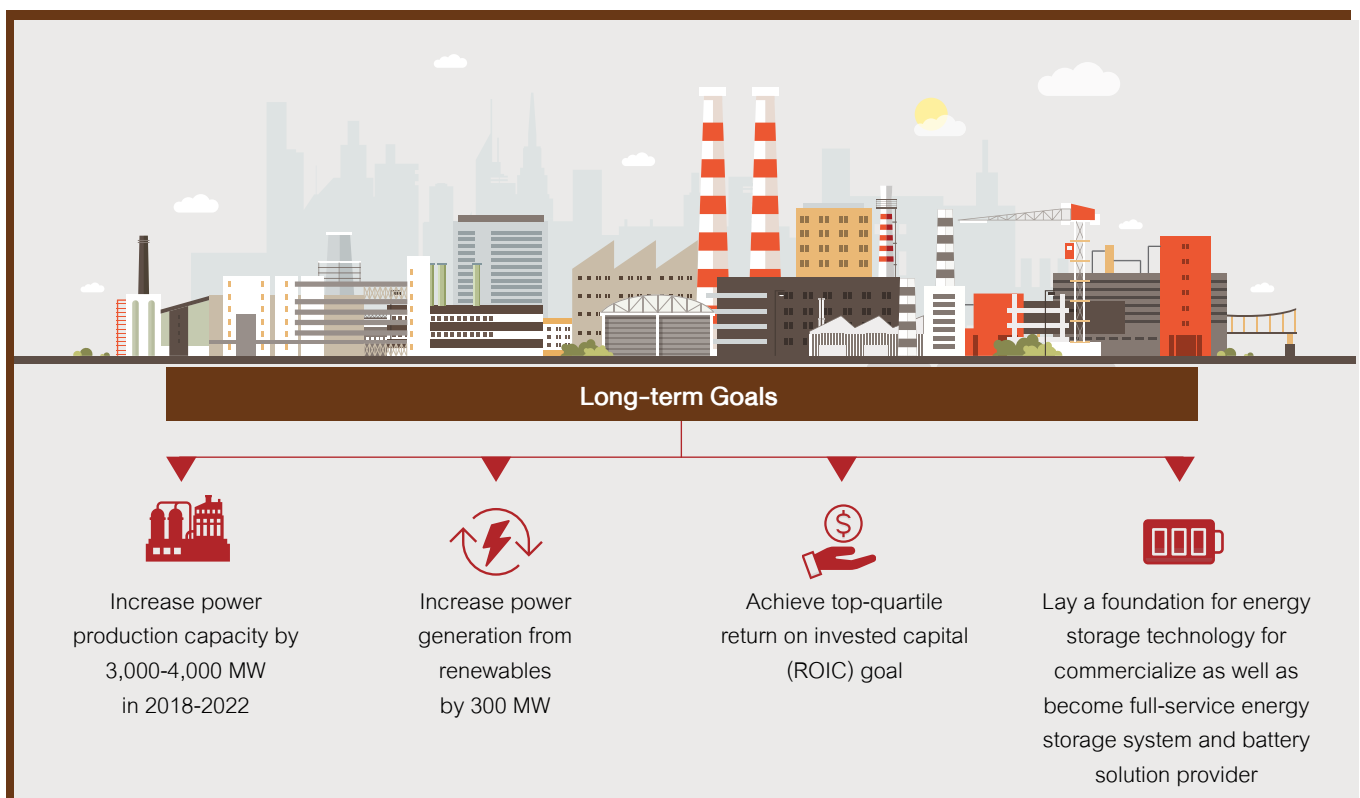 Long-term Goals
Increase power
production capacity by
3,000-4,000 MW
in 2018-2022
Increase power
generation from
renewables
by 300 MW
$
Achieve top-quartile
return on invested capital
(ROIC) goal
Lay a foundation for energy
storage technology for
commercialize as well as
become full-service energy
storage system and battery
solution provider